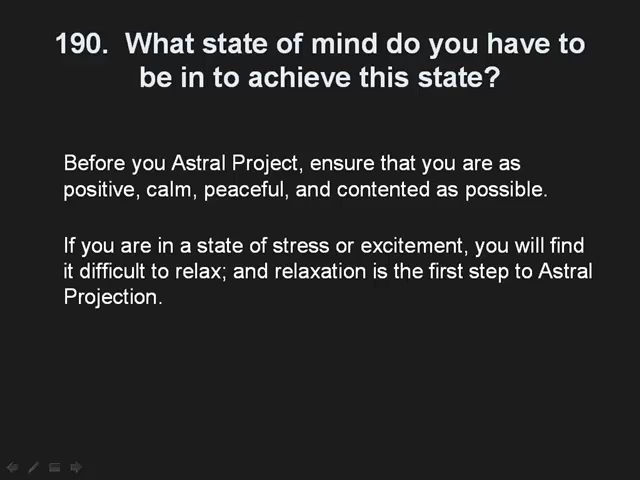 190. What state of mind do you have to
be in to achieve this state?
Before you Astral Project, ensure that you are as
positive, calm, peaceful, and contented as possible.
If you are in a state of stress or excitement, you will find
it difficult to relax; and relaxation is the first step to Astral
Projection.